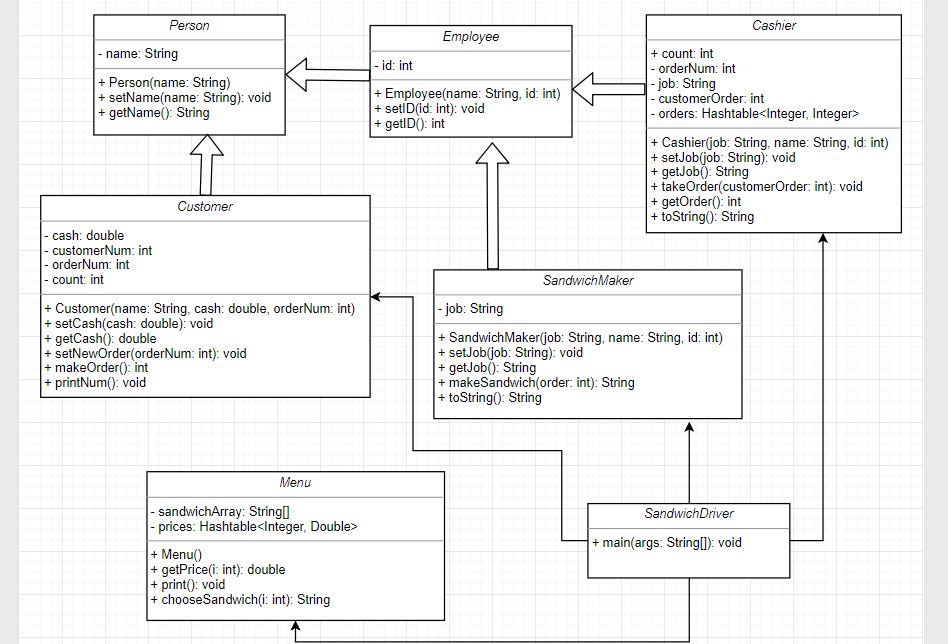 Person
- name: String
+ Person(name: String)
+ setName(name: String): void
+ getName(): String
Employee
- id: int
+ Employee(name: String, id: int)
+ setID(id: int): void
+ getID(): int
Cashier
+ count: int
- orderNum: int
- job: String
- customerOrder: int
- orders: Hashtable<Integer, Integer>
+ Cashier(job: String, name: String, id: int)
+ setJob(job: String): void
+ getJob(): String
+ takeOrder(customerOrder: int): void
+ getOrder(): int
+ toString(): String
Customer
- cash: double
- customerNum: int
- orderNum: int
- count: int
+ Customer(name: String, cash: double, orderNum: int)
+ setCash(cash: double): void
+ getCash(): double
+ setNewOrder(orderNum: int): void
+ makeOrder(): int
+ printNum(): void
SandwichMaker
- job: String
+ SandwichMaker(job: String, name: String, id: int)
+ setJob(job: String): void
+ getJob(): String
+ makeSandwich(order: int): String
+ toString(): String
Menu
- sandwichArray: String[]
- prices: Hashtable<Integer, Double>
+ Menu()
+ getPrice(i: int): double
+ print(): void
+ chooseSandwich(i: int): String
SandwichDriver
+ main(args: String[]): void